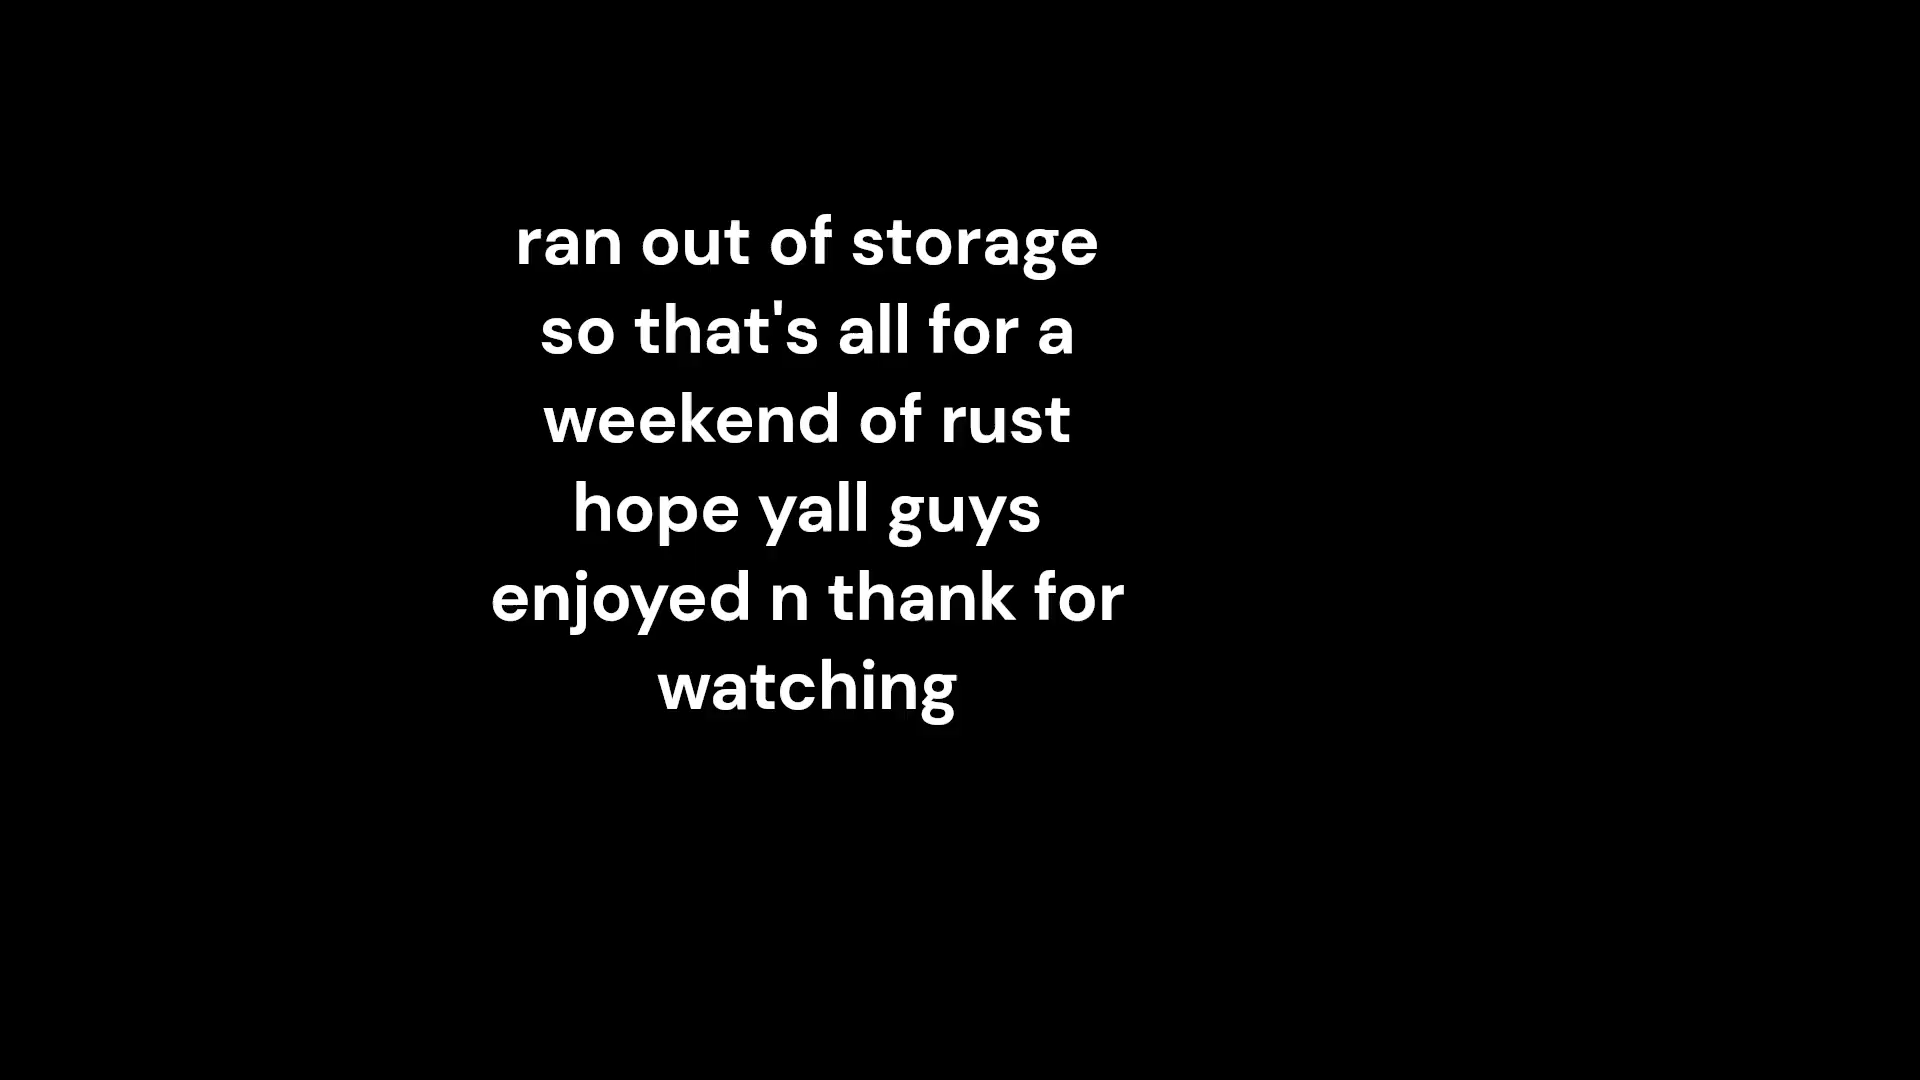 ran out of storage
so that's all for a
weekend of rust
hope yall guys
enjoyed n thank for
watching